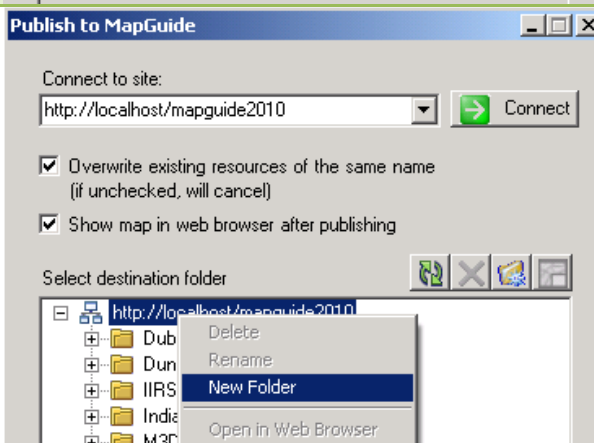 Publish to MapGuide
Connect to site:
http://localhost/mapguide2010
Connect
Overwrite existing resources of the same name
(if unchecked, will cancel)
Show map in web browser after publishing
Select destination folder
http://localhost/mapguide2010
Dub
Delete
Dun
Rename
IIRS
New Folder
India
Open in Web Browser